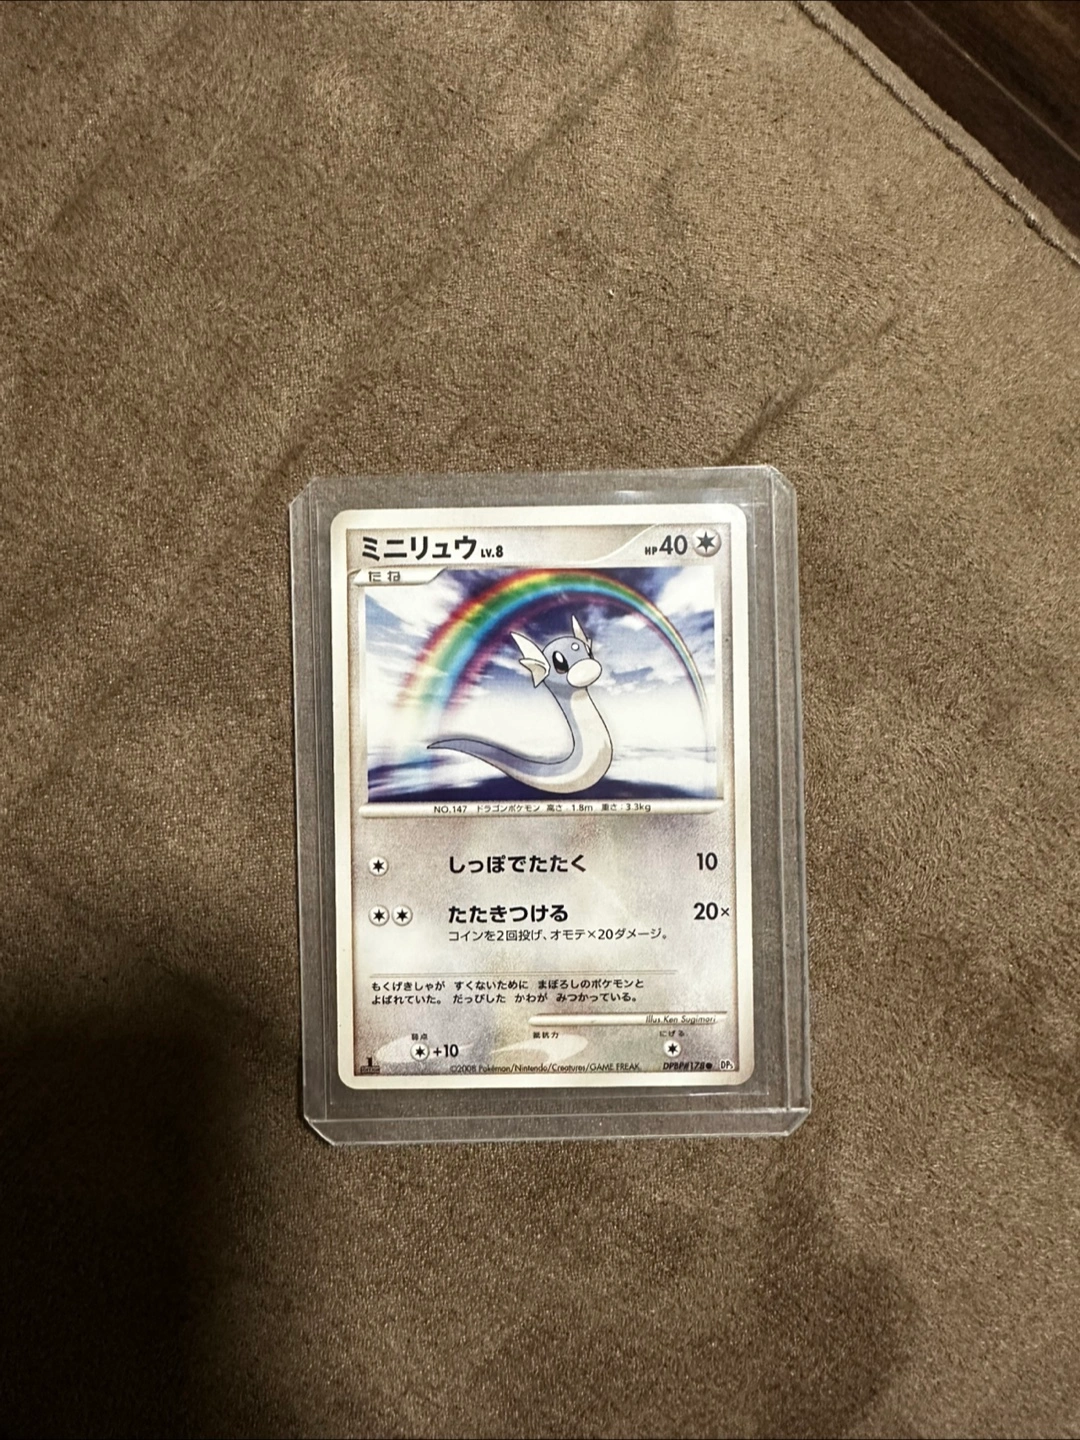 ミニリュウ LV.8 HP 40
たね
NO.147 ドラゴンポケモン 高さ:1.8m 重さ:3.3kg
しっぽでたたく 10
たたきつける 20×
コインを2回投げ、オモテ×20ダメージ。
もくげきしゃが すくないために まぼろしのポケモンと
よばれていた。 だっぴした かわが みつかっている。
Illus. Ken Sugimori
弱点 抵抗力 にげる
+10
1 EDITION ©2008 Pokémon/Nintendo/Creatures/GAME FREAK. DPBP#178 ●